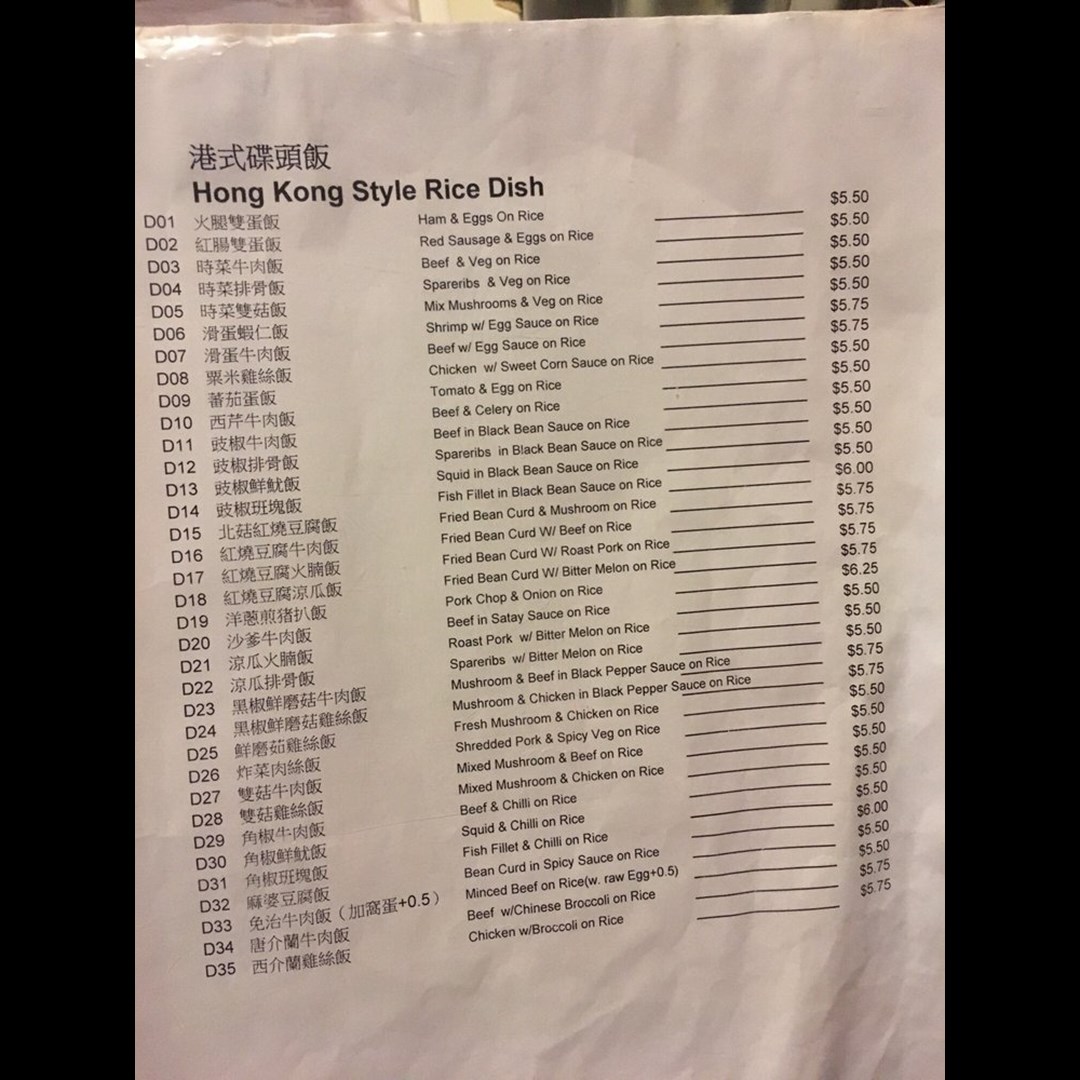 港式碟頭飯
Hong Kong Style Rice Dish
D01 火腿雙蛋飯 Ham & Eggs On Rice $5.50
D02 紅腸雙蛋飯 Red Sausage & Eggs on Rice $5.50
D03 時菜牛肉飯 Beef & Veg on Rice $5.50
D04 時菜排骨飯 Spareribs & Veg on Rice $5.50
D05 時菜雙菇飯 Mix Mushrooms & Veg on Rice $5.50
D06 滑蛋蝦仁飯 Shrimp w/ Egg Sauce on Rice $5.75
D07 滑蛋牛肉飯 Beef w/ Egg Sauce on Rice $5.75
D08 粟米雞絲飯 Chicken w/ Sweet Corn Sauce on Rice $5.50
D09 蕃茄蛋飯 Tomato & Egg on Rice $5.50
D10 西芹牛肉飯 Beef & Celery on Rice $5.50
D11 豉椒牛肉飯 Beef in Black Bean Sauce on Rice $5.50
D12 豉椒排骨飯 Spareribs in Black Bean Sauce on Rice $5.50
D13 豉椒鮮魷飯 Squid in Black Bean Sauce on Rice $5.50
D14 豉椒班塊飯 Fish Fillet in Black Bean Sauce on Rice $6.00
D15 北菇紅燒豆腐飯 Fried Bean Curd & Mushroom on Rice $5.75
D16 紅燒豆腐牛肉飯 Fried Bean Curd W/ Beef on Rice $5.75
D17 紅燒豆腐火腩飯 Fried Bean Curd W/ Roast Pork on Rice $5.75
D18 紅燒豆腐涼瓜飯 Fried Bean Curd W/ Bitter Melon on Rice $5.75
D19 洋蔥煎猪扒飯 Pork Chop & Onion on Rice $6.25
D20 沙爹牛肉飯 Beef in Satay Sauce on Rice $5.50
D21 涼瓜火腩飯 Roast Pork w/ Bitter Melon on Rice $5.50
D22 涼瓜排骨飯 Spareribs w/ Bitter Melon on Rice $5.50
D23 黑椒鮮磨菇牛肉飯 Mushroom & Beef in Black Pepper Sauce on Rice $5.75
D24 黑椒鮮磨菇雞絲飯 Mushroom & Chicken in Black Pepper Sauce on Rice $5.75
D25 鮮磨茹雞絲飯 Fresh Mushroom & Chicken on Rice $5.50
D26 炸菜肉絲飯 Shredded Pork & Spicy Veg on Rice $5.50
D27 雙菇牛肉飯 Mixed Mushroom & Beef on Rice $5.50
D28 雙菇雞絲飯 Mixed Mushroom & Chicken on Rice $5.50
D29 角椒牛肉飯 Beef & Chilli on Rice $5.50
D30 角椒鮮魷飯 Squid & Chilli on Rice $5.50
D31 角椒班塊飯 Fish Fillet & Chilli on Rice $6.00
D32 麻婆豆腐飯 Bean Curd in Spicy Sauce on Rice $5.50
D33 免治牛肉飯（加窩蛋+0.5） Minced Beef on Rice(w. raw Egg+0.5) $5.50
D34 唐介蘭牛肉飯 Beef w/Chinese Broccoli on Rice $5.75
D35 西介蘭雞絲飯 Chicken w/Broccoli on Rice $5.75